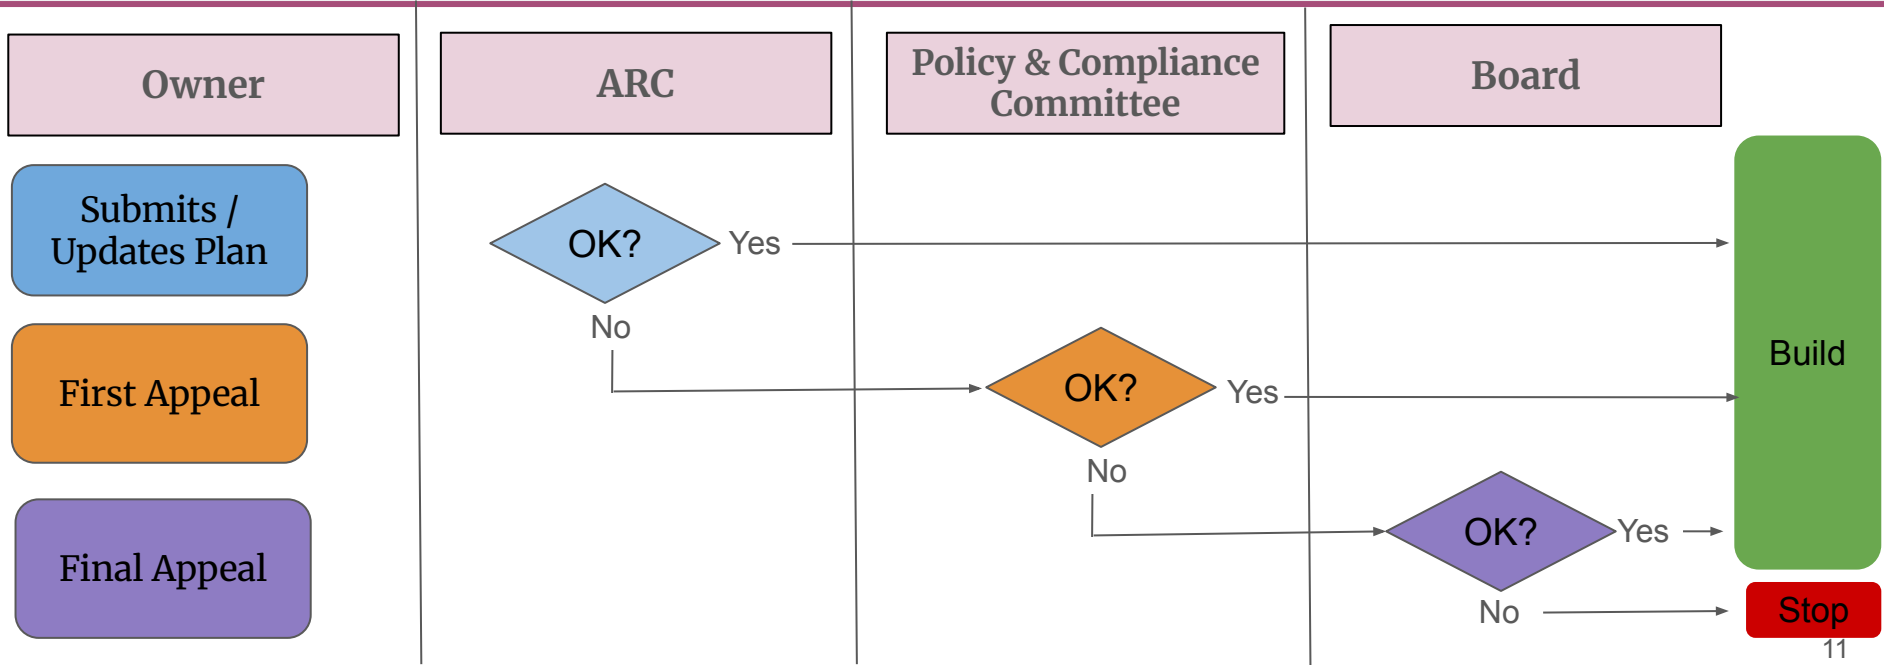 Owner
ARC
Policy & Compliance
Committee
Board
Submits /
Updates Plan
OK?
Yes
No
First Appeal
OK?
Yes
No
Build
Final Appeal
OK?
Yes
No
Stop
11